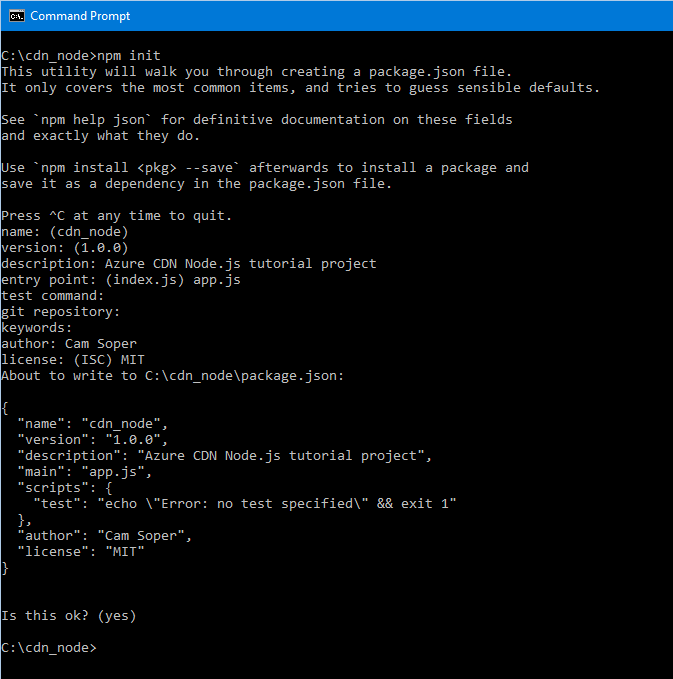 Command Prompt
C:\cdn_node>npm init
This utility will walk you through creating a package.json file.
It only covers the most common items, and tries to guess sensible defaults.
See `npm help json` for definitive documentation on these fields
and exactly what they do.
Use `npm install <pkg> --save` afterwards to install a package and
save it as a dependency in the package.json file.
Press ^C at any time to quit.
name: (cdn_node)
version: (1.0.0)
description: Azure CDN Node.js tutorial project
entry point: (index.js) app.js
test command:
git repository:
keywords:
author: Cam Soper
license: (ISC) MIT
About to write to C:\cdn_node\package.json:
{
  "name": "cdn_node",
  "version": "1.0.0",
  "description": "Azure CDN Node.js tutorial project",
  "main": "app.js",
  "scripts": {
    "test": "echo \"Error: no test specified\" && exit 1"
  },
  "author": "Cam Soper",
  "license": "MIT"
}
Is this ok? (yes)
C:\cdn_node>